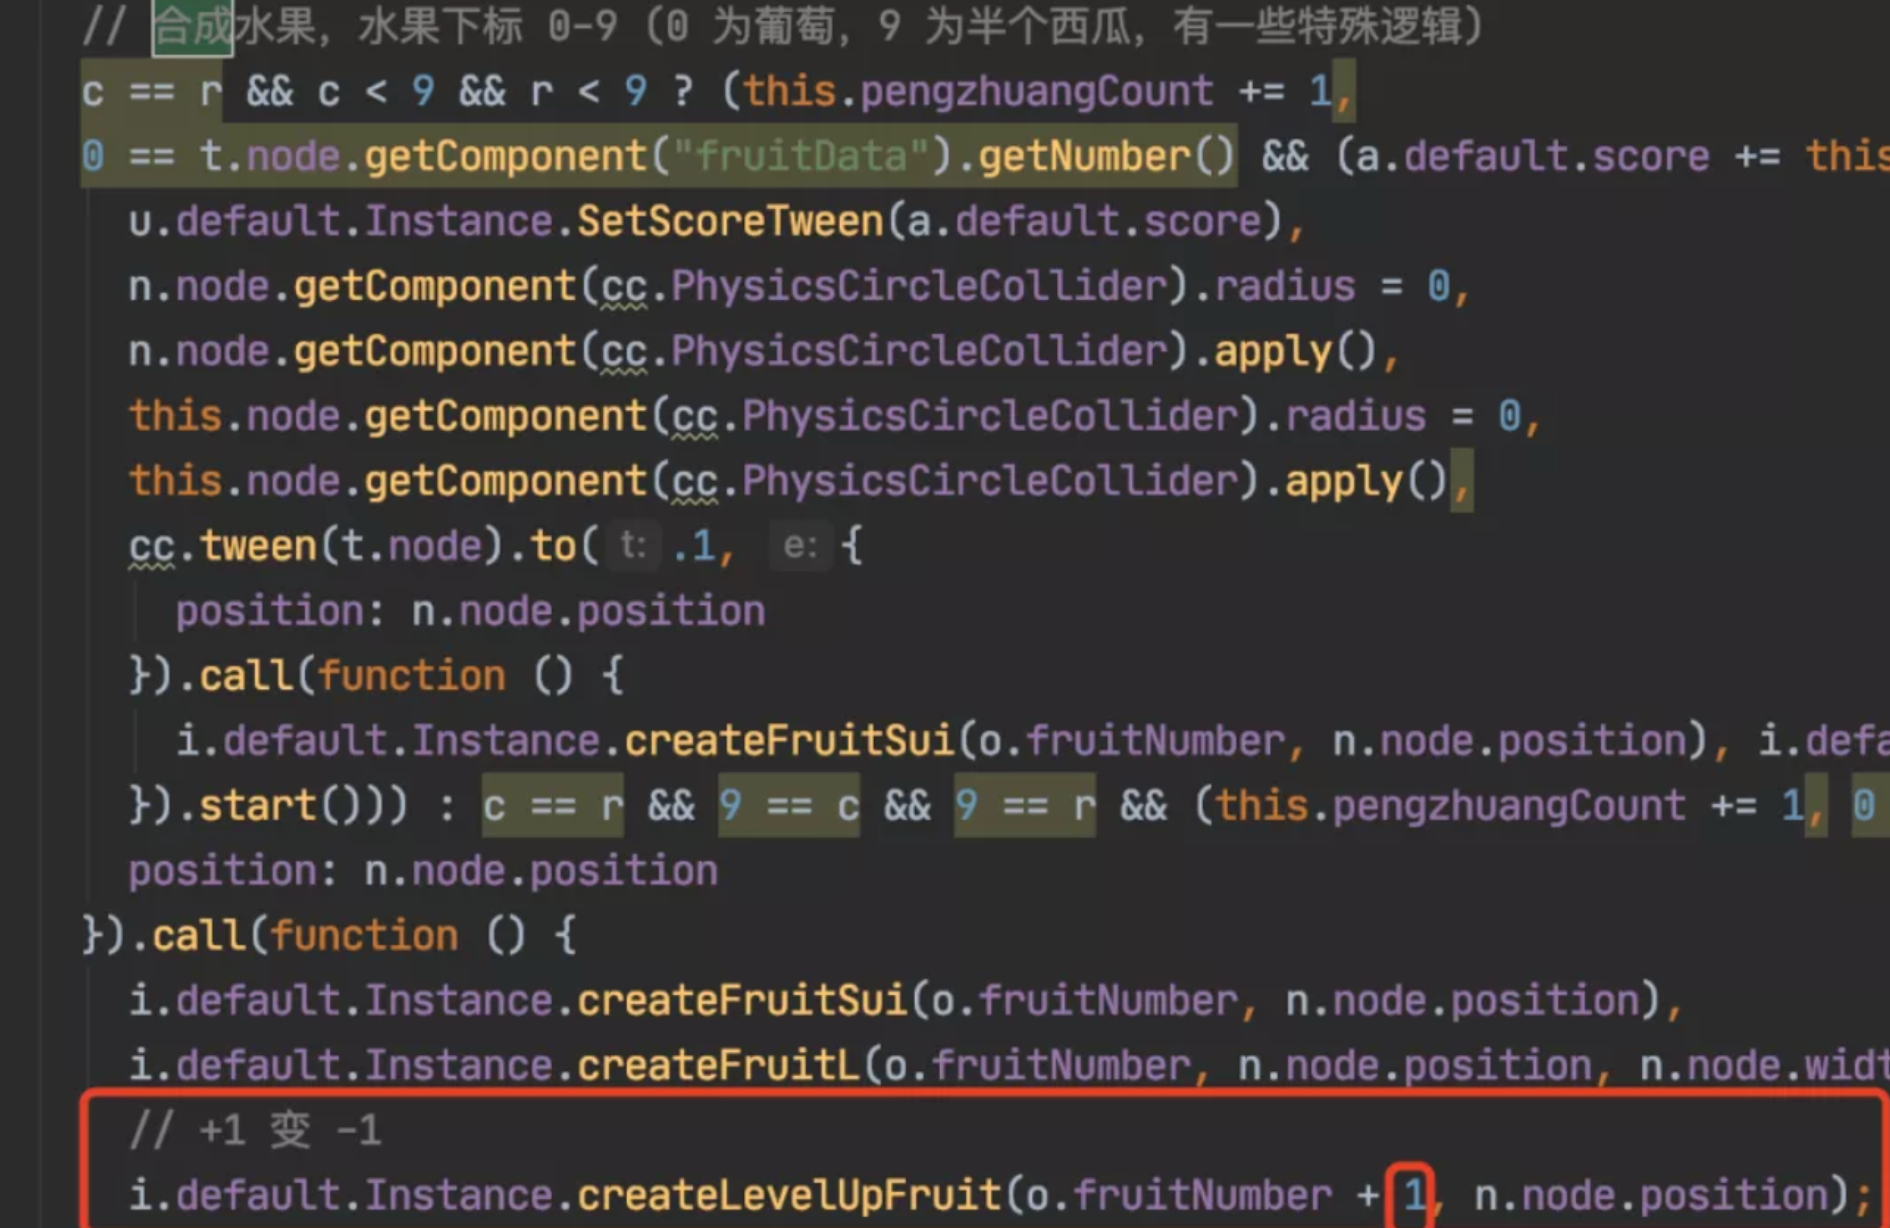 // 合成水果，水果下标 0-9（0 为葡萄，9 为半个西瓜，有一些特殊逻辑）
c == r && c < 9 && r < 9 ? (this.pengzhuangCount += 1,
0 == t.node.getComponent("fruitData").getNumber() && (a.default.score += this
u.default.Instance.SetScoreTween(a.default.score),
n.node.getComponent(cc.PhysicsCircleCollider).radius = 0,
n.node.getComponent(cc.PhysicsCircleCollider).apply(),
this.node.getComponent(cc.PhysicsCircleCollider).radius = 0,
this.node.getComponent(cc.PhysicsCircleCollider).apply(),
cc.tween(t.node).to( t: .1, e: {
position: n.node.position
}).call(function () {
i.default.Instance.createFruitSui(o.fruitNumber, n.node.position), i.defa
}).start())) : c == r && 9 == c && 9 == r && (this.pengzhuangCount += 1, 0
position: n.node.position
}).call(function () {
i.default.Instance.createFruitSui(o.fruitNumber, n.node.position),
i.default.Instance.createFruitL(o.fruitNumber, n.node.position, n.node.widt
// +1 变 -1
i.default.Instance.createLevelUpFruit(o.fruitNumber + 1, n.node.position);